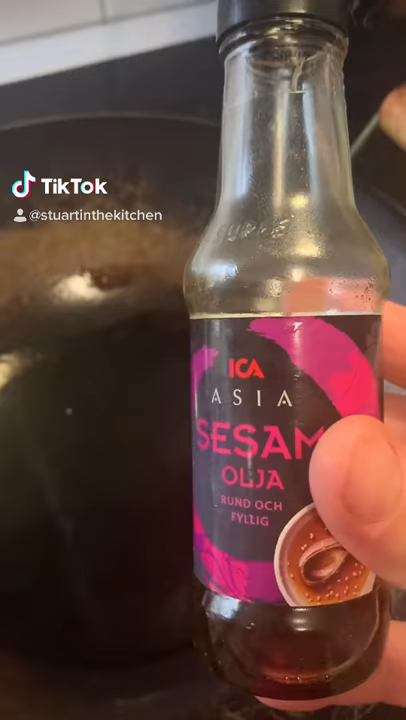 TikTok
@stuartinthekitchen
ICA
ASIA
SESAM
OLJA
RUND OCH
FYLLIG